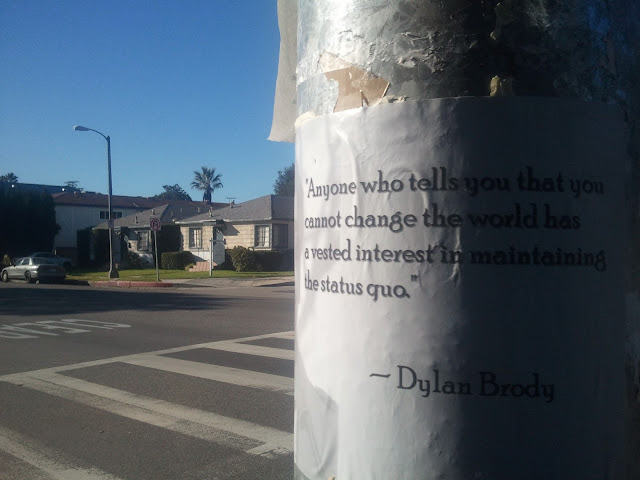 "Anyone who tells you that you
cannot change the world has
a vested interest in maintaining
the status quo."
~ Dylan Brody